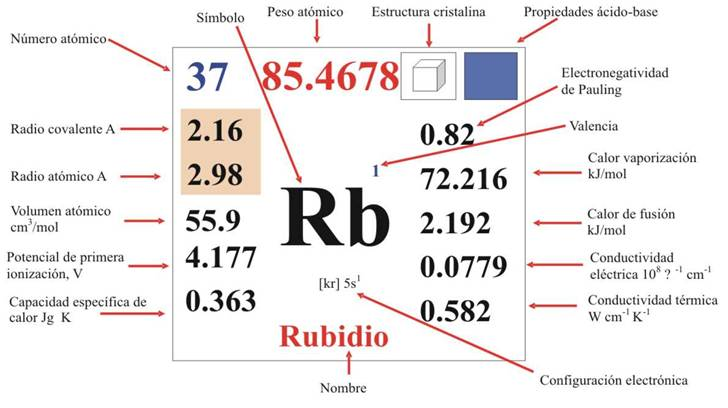 Número atómico
Símbolo
Peso atómico
Estructura cristalina
Propiedades ácido-base
37
85.4678
Electronegatividad
de Pauling
Radio covalente A
2.16
0.82
Valencia
1
Radio atómico A
2.98
72.216
Calor vaporización
kJ/mol
Rb
Volumen atómico
cm³/mol
55.9
2.192
Calor de fusión
kJ/mol
Potencial de primera
ionización, V
4.177
0.0779
Conductividad
eléctrica 10⁸ ? ⁻¹ cm⁻¹
[kr] 5s¹
Capacidad específica de
calor Jg K
0.363
0.582
Conductividad térmica
W cm⁻¹ K⁻¹
Rubidio
Nombre
Configuración electrónica